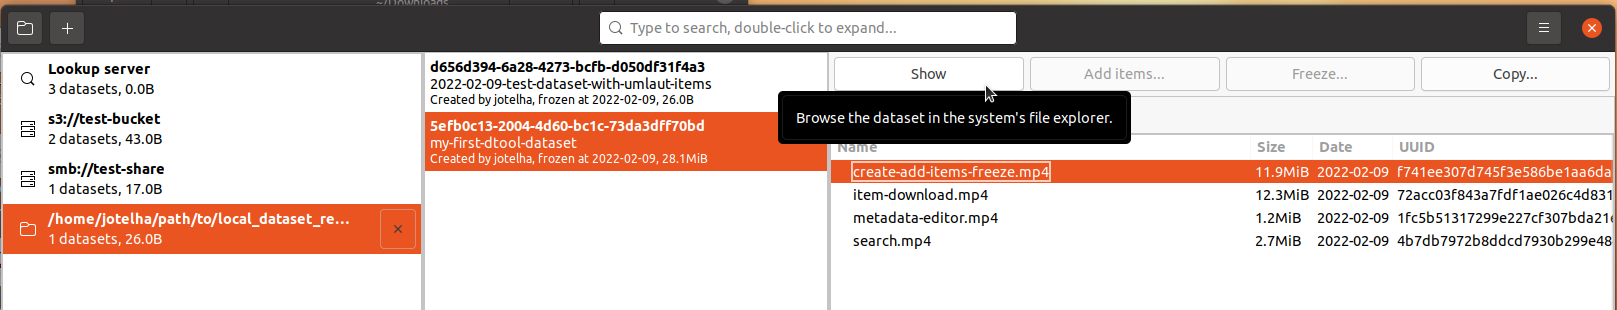 ~/Downloads
Type to search, double-click to expand...
Lookup server
3 datasets, 0.0B
s3://test-bucket
2 datasets, 43.0B
smb://test-share
1 datasets, 17.0B
/home/jotelha/path/to/local_dataset_re...
1 datasets, 26.0B
d656d394-6a28-4273-bcfb-d050df31f4a3
2022-02-09-test-dataset-with-umlaut-items
Created by jotelha, frozen at 2022-02-09, 26.0B
5efb0c13-2004-4d60-bc1c-73da3dff70bd
my-first-dtool-dataset
Created by jotelha, frozen at 2022-02-09, 28.1MiB
Show Add items... Freeze... Copy...
Browse the dataset in the system's file explorer.
Name Size Date UUID
create-add-items-freeze.mp4 11.9MiB 2022-02-09 f741ee307d745f3e586be1aa6da
item-download.mp4 12.3MiB 2022-02-09 72acc03f843a7fdf1ae026c4d831
metadata-editor.mp4 1.2MiB 2022-02-09 1fc5b51317299e227cf307bda21e
search.mp4 2.7MiB 2022-02-09 4b7db7972b8ddcd7930b299e48